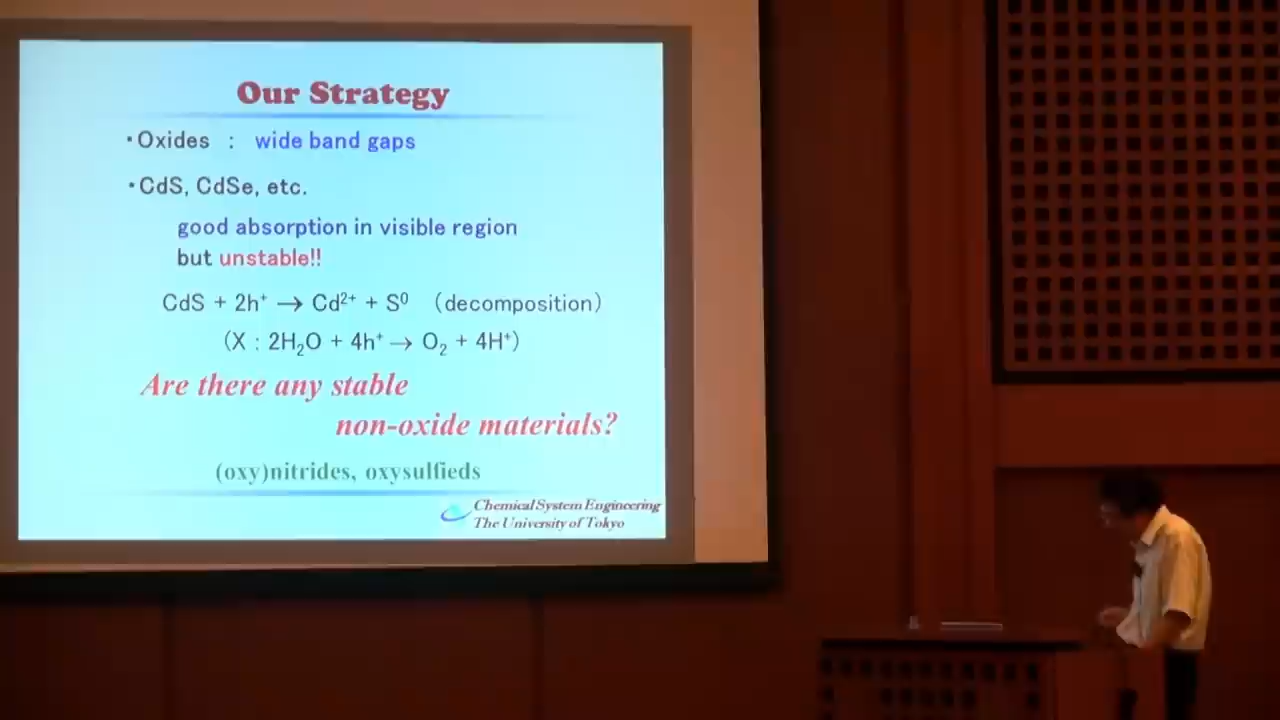 Our Strategy
・Oxides : wide band gaps
・CdS, CdSe, etc.
good absorption in visible region
but unstable!!
CdS + 2h⁺ → Cd²⁺ + S⁰ (decomposition)
(X : 2H₂O + 4h⁺ → O₂ + 4H⁺)
Are there any stable
non-oxide materials?
(oxy)nitrides, oxysulfieds
Chemical System Engineering
The University of Tokyo